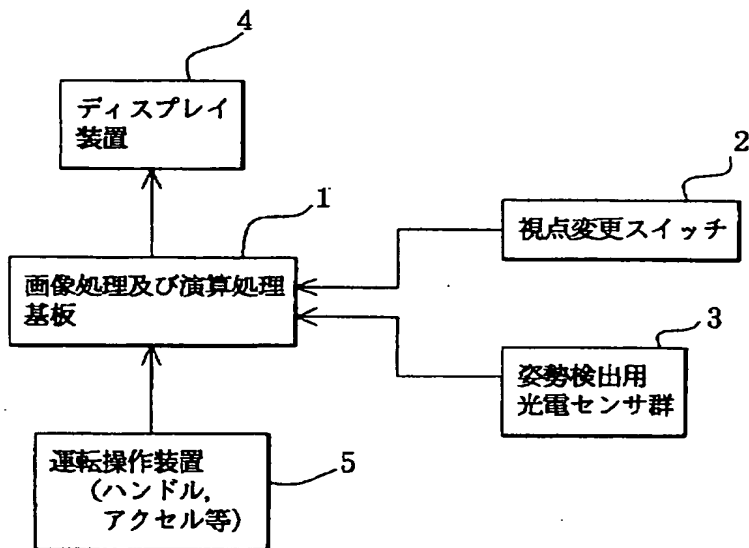 4
ディスプレイ
装置
2
1
視点変更スイッチ
画像処理及び演算処理
基板
3
姿勢検出用
光電センサ群
運転操作装置
(ハンドル,
アクセル等)
5